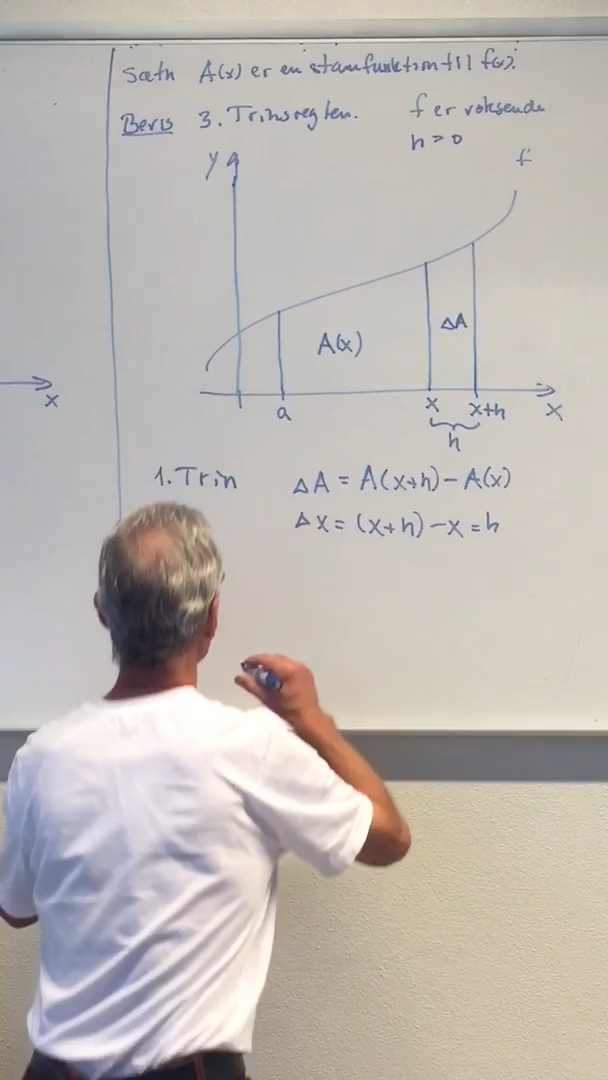 Sætn A(x) er en stamfunktion til f(x).
Bevis 3. Trinsreglen. f er voksende
h > 0
y
f
A(x)
ΔA
a
x
x+h
x
h
x
1. Trin ΔA = A(x+h) - A(x)
Δx = (x+h) - x = h